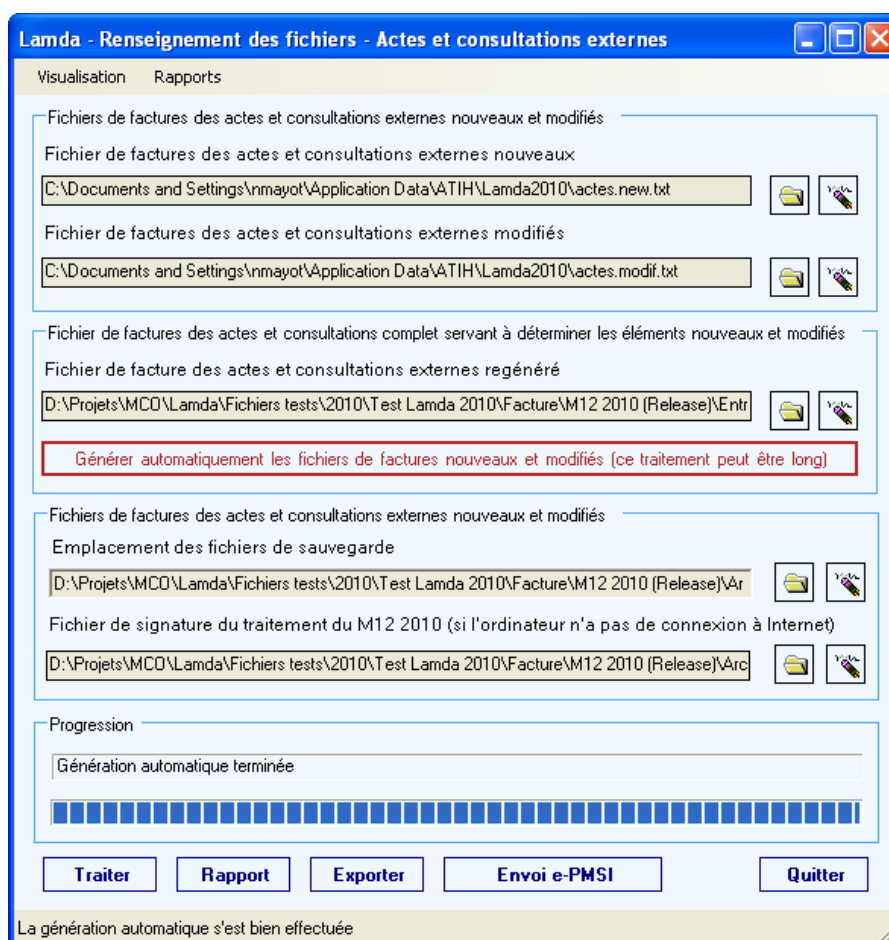 Lamda - Renseignement des fichiers - Actes et consultations externes
Visualisation Rapports
Fichiers de factures des actes et consultations externes nouveaux et modifiés
Fichier de factures des actes et consultations externes nouveaux
C:\Documents and Settings\nmayot\Application Data\ATIH\Lamda2010\actes.new.txt
Fichier de factures des actes et consultations externes modifiés
C:\Documents and Settings\nmayot\Application Data\ATIH\Lamda2010\actes.modif.txt
Fichier de factures des actes et consultations complet servant à déterminer les éléments nouveaux et modifiés
Fichier de facture des actes et consultations externes regénéré
D:\Projets\MCO\Lamda\Fichiers tests\2010\Test Lamda 2010\Facture\M12 2010 (Release)\Entr
Générer automatiquement les fichiers de factures nouveaux et modifiés (ce traitement peut être long)
Fichiers de factures des actes et consultations externes nouveaux et modifiés
Emplacement des fichiers de sauvegarde
D:\Projets\MCO\Lamda\Fichiers tests\2010\Test Lamda 2010\Facture\M12 2010 (Release)\Ar
Fichier de signature du traitement du M12 2010 (si l'ordinateur n'a pas de connexion à Internet)
D:\Projets\MCO\Lamda\Fichiers tests\2010\Test Lamda 2010\Facture\M12 2010 (Release)\Arc
Progression
Génération automatique terminée
Traiter Rapport Exporter Envoi e-PMSI Quitter
La génération automatique s'est bien effectuée